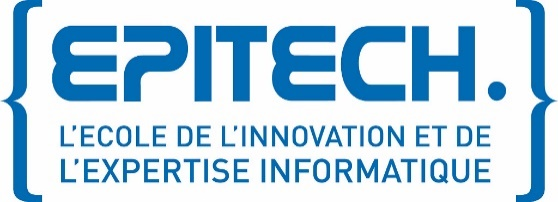 {EPITECH.}
L'ECOLE DE L'INNOVATION ET DE
L'EXPERTISE INFORMATIQUE